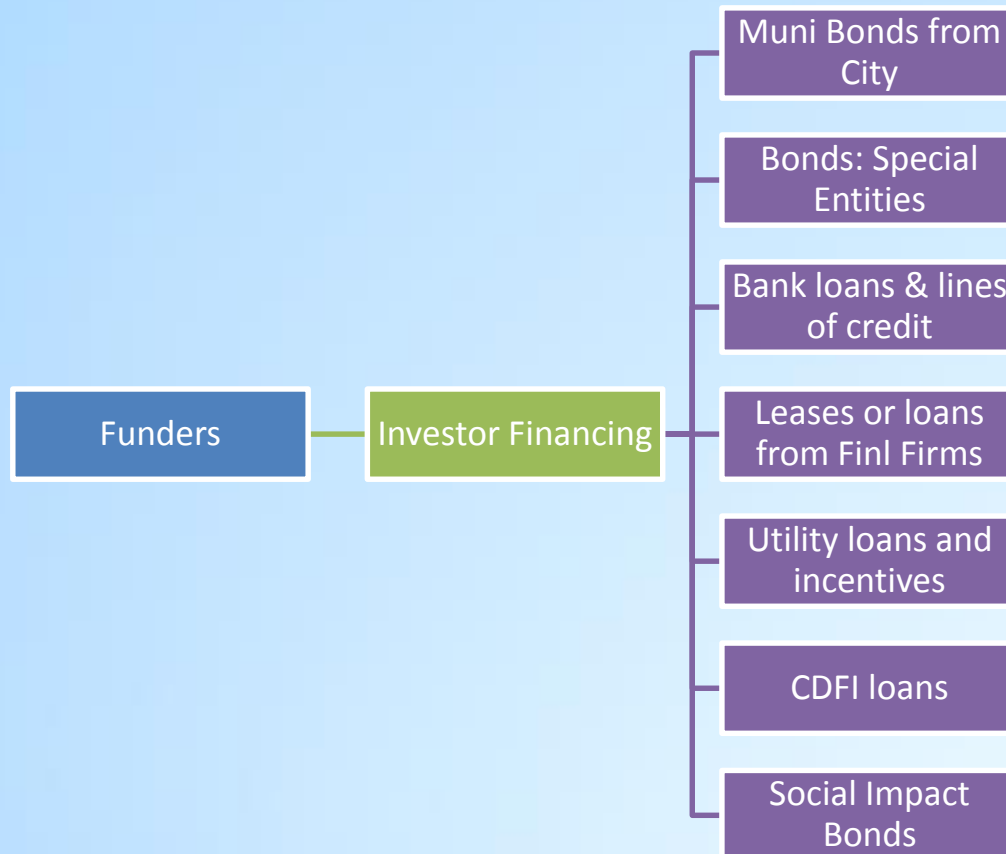 Funders
Investor Financing
Muni Bonds from
City
Bonds: Special
Entities
Bank loans & lines
of credit
Leases or loans
from Finl Firms
Utility loans and
incentives
CDFI loans
Social Impact
Bonds